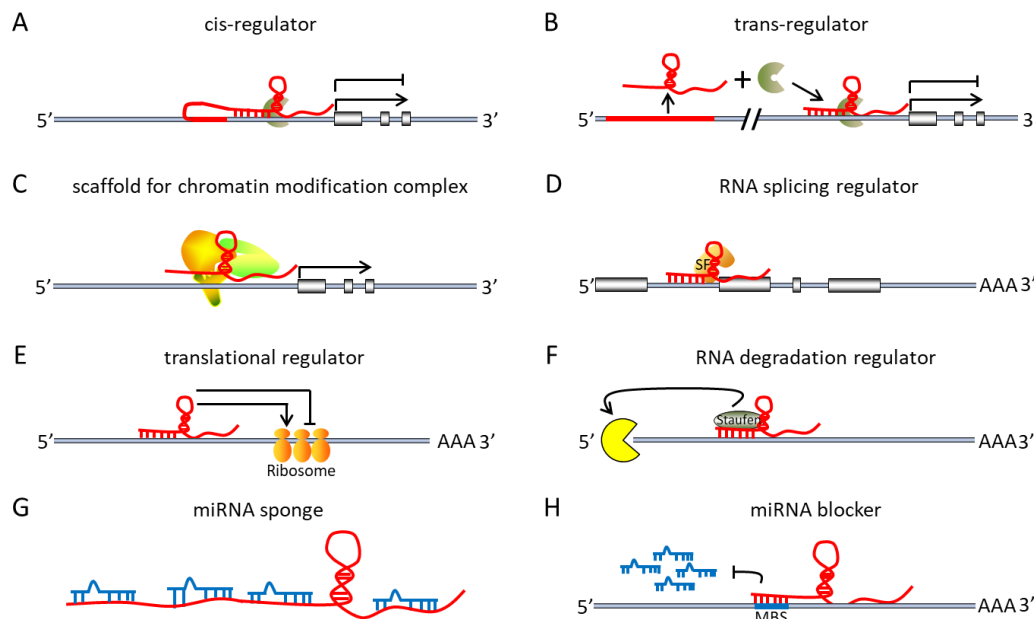 A cis-regulator
B trans-regulator
5’ 3’
5’ 3’
C scaffold for chromatin modification complex
D RNA splicing regulator
5’ 3’
SF
5’ AAA 3’
E translational regulator
F RNA degradation regulator
5’ AAA 3’
Ribosome
Staufen
5’ AAA 3’
G miRNA sponge
H miRNA blocker
5’ 3’
MBS